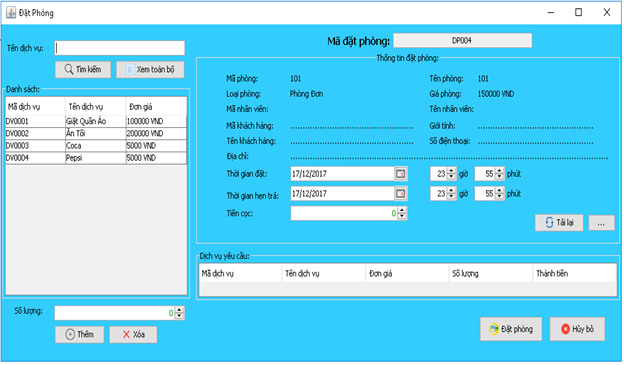 Đặt Phòng
Tên dịch vụ:
Tìm kiếm
Xem toàn bộ
Danh sách:
Mã dịch vụ Tên dịch vụ Đơn giá
DV0001 Giặt Quần Áo 100000 VND
DV0002 Ăn Tối 200000 VND
DV0003 Coca 5000 VND
DV0004 Pepsi 5000 VND
Số lượng: 0
Thêm
Xóa
Mã đặt phòng: DP004
Thông tin đặt phòng:
Mã phòng: 101 Tên phòng: 101
Loại phòng: Phòng Đơn Giá phòng: 150000 VND
Mã nhân viên: Tên nhân viên:
Mã khách hàng: Giới tính:
Tên khách hàng: Số điện thoại:
Địa chỉ:
Thời gian đặt: 17/12/2017 23 giờ 55 phút
Thời gian hẹn trả: 17/12/2017 23 giờ 55 phút
Tiền cọc: 0
Tải lại ...
Dịch vụ yêu cầu:
Mã dịch vụ Tên dịch vụ Đơn giá Số lượng Thành tiền
Đặt phòng
Hủy bỏ